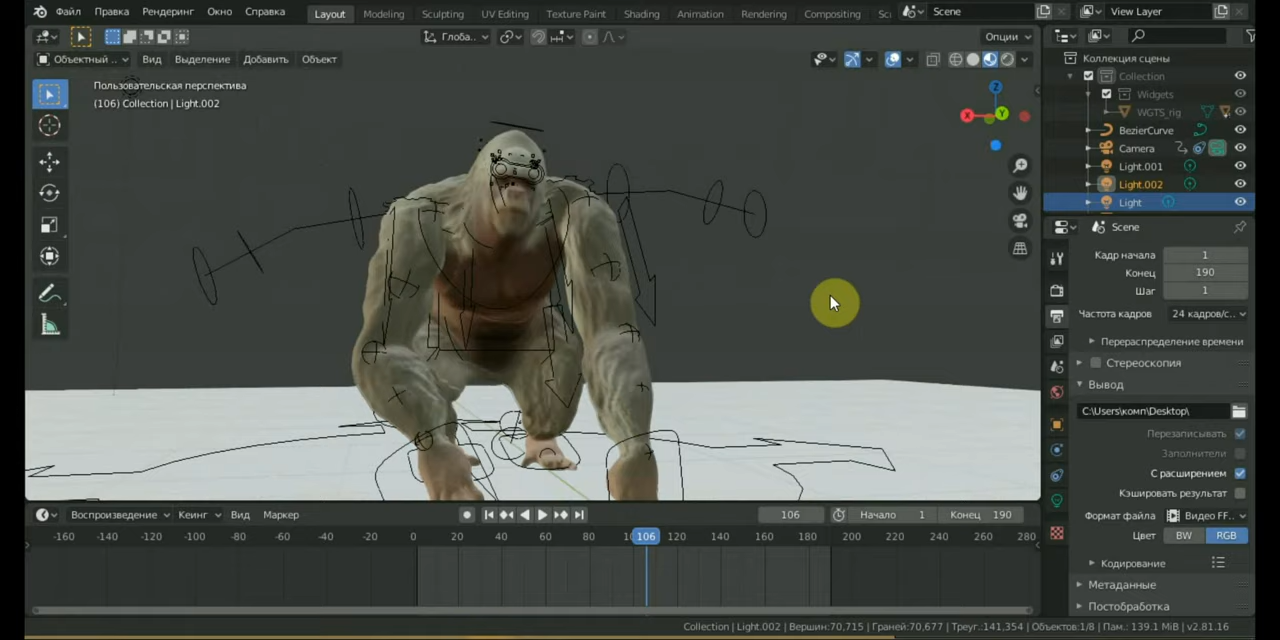 Файл Правка Рендеринг Окно Справка Layout Modeling Sculpting UV Editing Texture Paint Shading Animation Rendering Compositing Scene View Layer
Глоба.. Опции
Объектный .. Вид Выделение Добавить Объект
Пользовательская перспектива
(106) Collection | Light.002
Z
X
Y
Коллекция сцены
Collection
Widgets
WGTS_rig
BezierCurve
Camera
Light.001
Light.002
Light
Scene
Кадр начала 1
Конец 190
Шаг 1
Частота кадров 24 кадров/с..
Перераспределение времени
Стереоскопия
Вывод
C:\Users\комп\Desktop\
Перезаписывать
Заполнители
С расширением
Кэшировать результат
Формат файла Видео FF..
Цвет BW RGB
Кодирование
Метаданные
Постобработка
Воспроизведение Кеинг Вид Маркер 106 Начало 1 Конец 190
-160 -140 -120 -100 -80 -60 -40 -20 0 20 40 60 80 106 120 140 160 180 200 220 240 260 280
Collection | Light.002 | Вершин:70,715 | Граней:70,677 | Треуг.:141,354 | Объектов:1/8 | Пам.: 139.1 MiB | v2.81.16